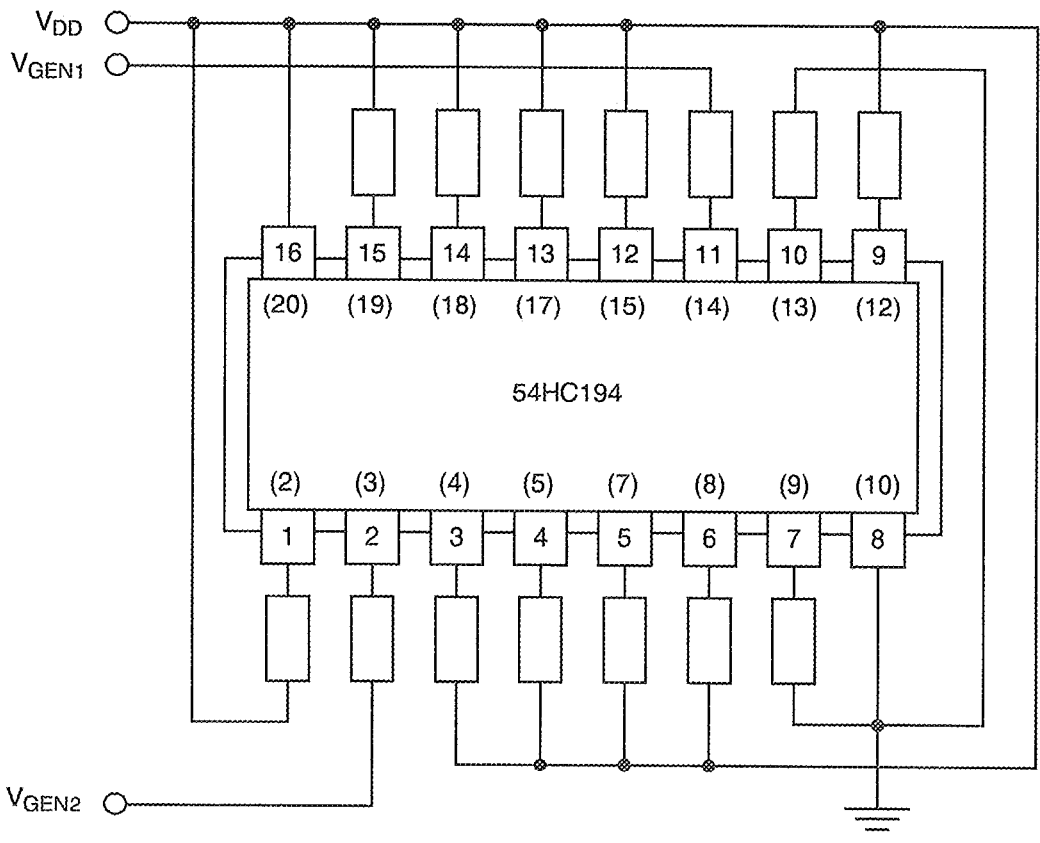 VDD
VGEN1
16 15 14 13 12 11 10 9
(20) (19) (18) (17) (15) (14) (13) (12)
54HC194
(2) (3) (4) (5) (7) (8) (9) (10)
1 2 3 4 5 6 7 8
VGEN2